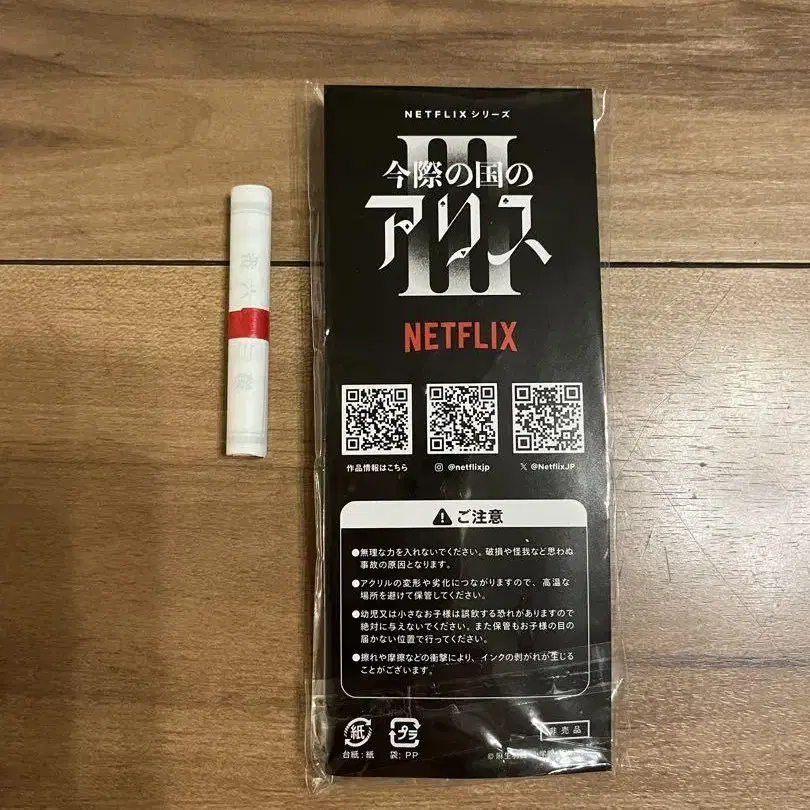 NETFLIXシリーズ
III
今際の国の
アリス
NETFLIX
作品情報はこちら
@netflixjp
@NetflixJP
ご注意
●無理な力を入れないでください。破損や怪我など思わぬ
事故の原因となります。
●アクリルの変形や劣化につながりますので、高温な
場所を避けて保管してください。
●幼児又は小さなお子様は誤飲する恐れがありますので
絶対に与えないでください。また保管もお子様の目の
届かない位置で行ってください。
●擦れや摩擦などの衝撃により、インクの剥がれが生じる
ことがございます。
紙
プラ
台紙:紙
袋:PP
非売品